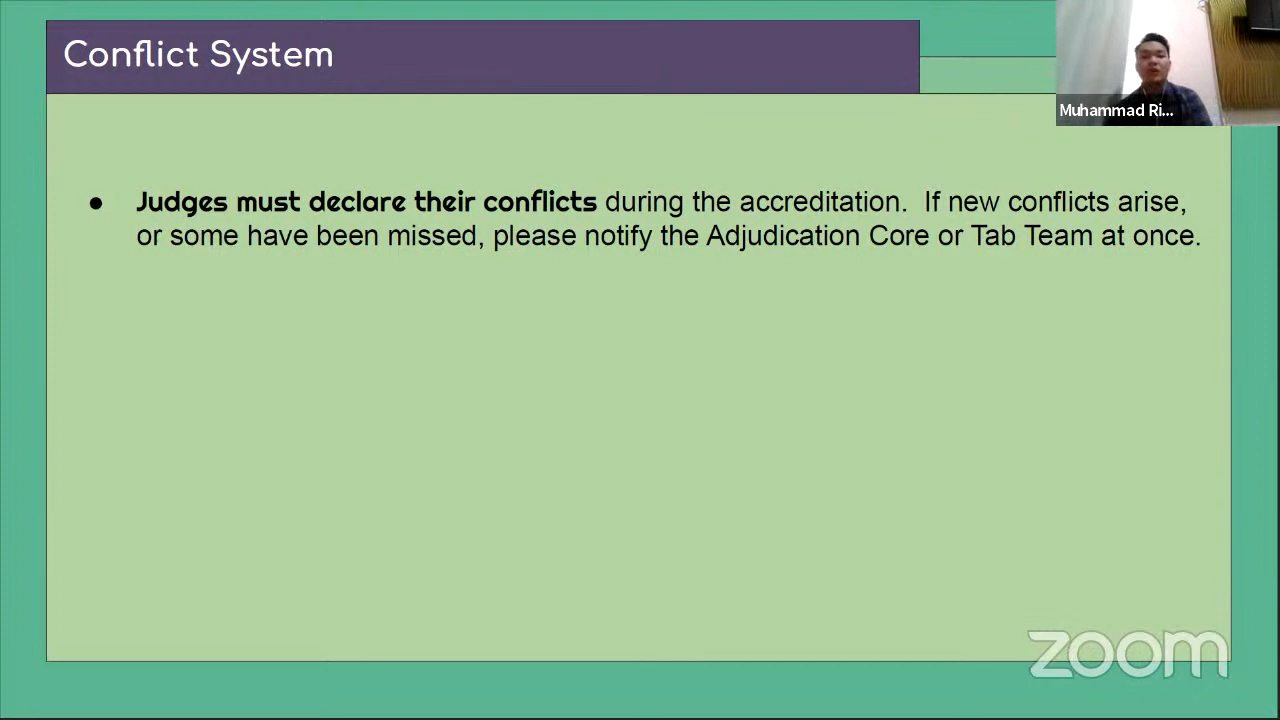 Conflict System
Muhammad Ri...
● Judges must declare their conflicts during the accreditation.  If new conflicts arise,
or some have been missed, please notify the Adjudication Core or Tab Team at once.
zoom